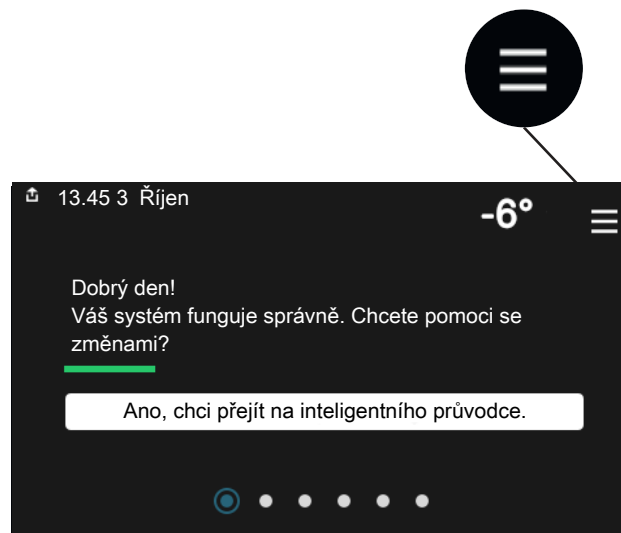 13.45 3 Říjen
-6°
Dobrý den!
Váš systém funguje správně. Chcete pomoci se
změnami?
Ano, chci přejít na inteligentního průvodce.